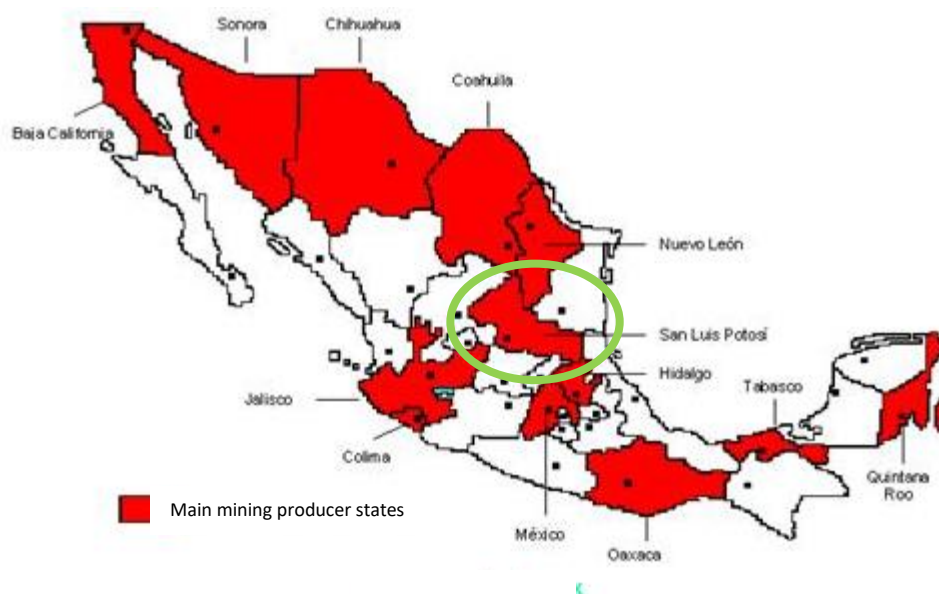 Sonora
Chihuahua
Coahuila
Baja California
Nuevo León
San Luis Potosí
Hidalgo
Tabasco
Jalisco
Colima
Quintana
Roo
Main mining producer states
México
Oaxaca